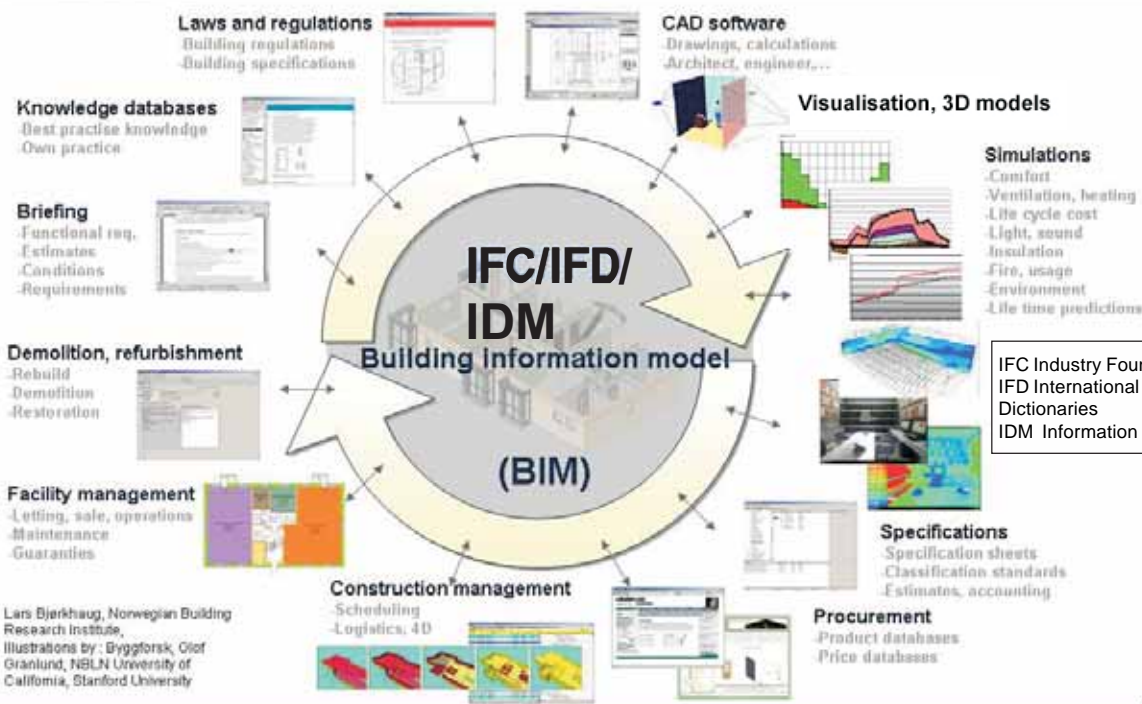 Laws and regulations
-Building regulations
-Building specifications
CAD software
-Drawings, calculations
-Architect, engineer,...
Knowledge databases
-Best practise knowledge
-Own practice
Visualisation, 3D models
Simulations
-Comfort
-Ventilation, heating
-Life cycle cost
-Light, sound
-Insulation
-Fire, usage
-Environment
-Life time predictions
Briefing
-Functional req.
-Estimates
-Conditions
-Requirements
IFC/IFD/
IDM
Building information model
(BIM)
Demolition, refurbishment
-Rebuild
-Demolition
-Restoration
IFC Industry Foun
IFD International
Dictionaries
IDM Information
Facility management
-Letting, sale, operations
-Maintenance
-Guaranties
Specifications
-Specification sheets
-Classification standards
-Estimates, accounting
Construction management
-Scheduling
-Logistics, 4D
Procurement
-Product databases
-Price databases
Lars Bjørkhaug, Norwegian Building
Research Institute,
Illustrations by : Byggforsk, Olof
Granlund, NBLN University of
California, Stanford University